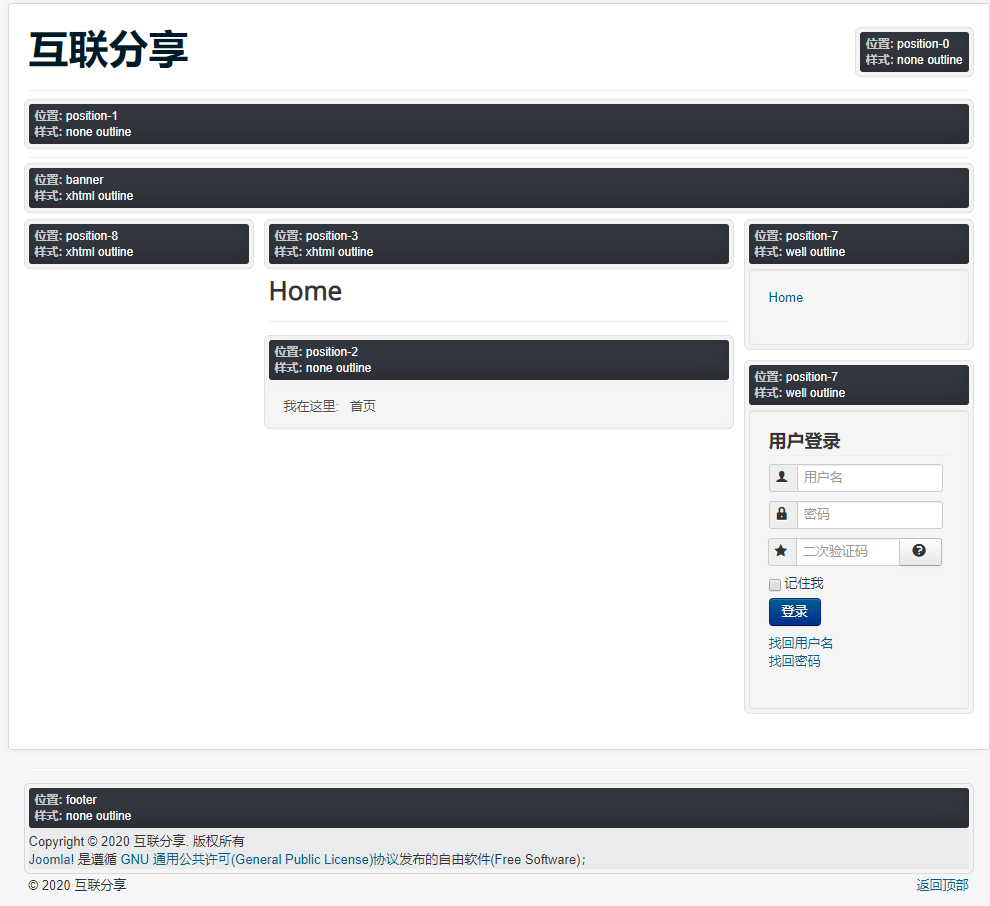 互联分享
位置: position-0
样式: none outline
位置: position-1
样式: none outline
位置: banner
样式: xhtml outline
位置: position-8
样式: xhtml outline
位置: position-3
样式: xhtml outline
Home
位置: position-2
样式: none outline
我在这里: 首页
位置: position-7
样式: well outline
Home
位置: position-7
样式: well outline
用户登录
用户名
密码
二次验证码
记住我
登录
找回用户名
找回密码
位置: footer
样式: none outline
Copyright © 2020 互联分享. 版权所有
Joomla! 是遵循 GNU 通用公共许可(General Public License)协议发布的自由软件(Free Software);
© 2020 互联分享
返回顶部